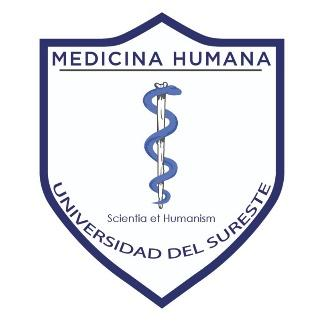 MEDICINA HUMANA
Scientia et Humanism
UNIVERSIDAD DEL SURESTE